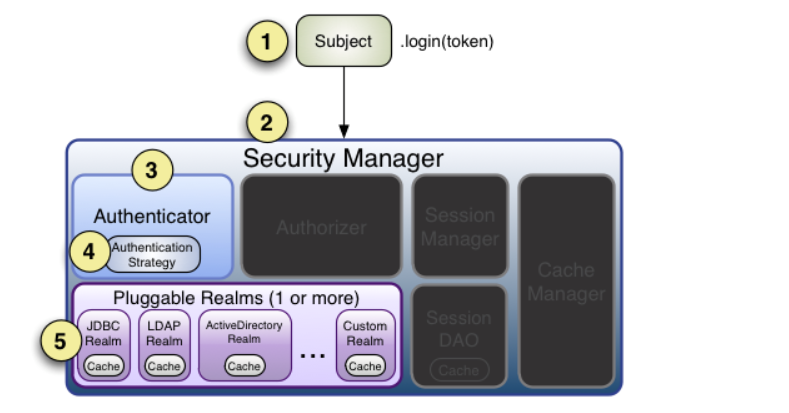 1
Subject .login(token)
2
Security Manager
3
Authenticator
4
Authentication
Strategy
Authorizer
Session
Manager
Cache
Manager
Pluggable Realms (1 or more)
5
JDBC
Realm
Cache
LDAP
Realm
Cache
ActiveDirectory
Realm
Cache
...
Custom
Realm
Cache
Session
DAO
Cache